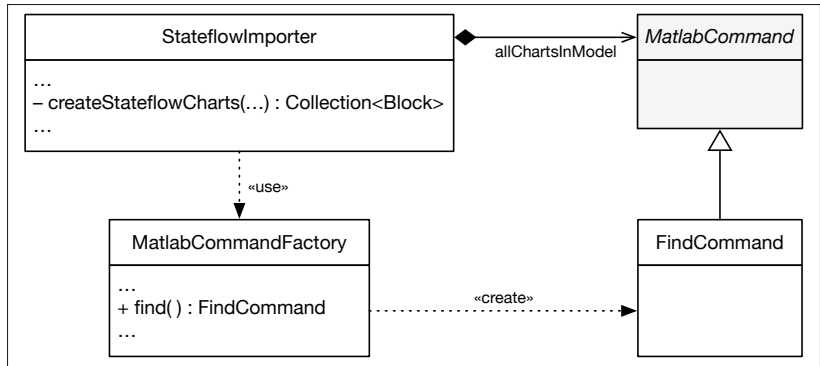 StateflowImporter
MatlabCommand
allChartsInModel
…
– createStateflowCharts(…) : Collection<Block>
…
«use»
MatlabCommandFactory
FindCommand
…
+ find( ) : FindCommand
…
«create»